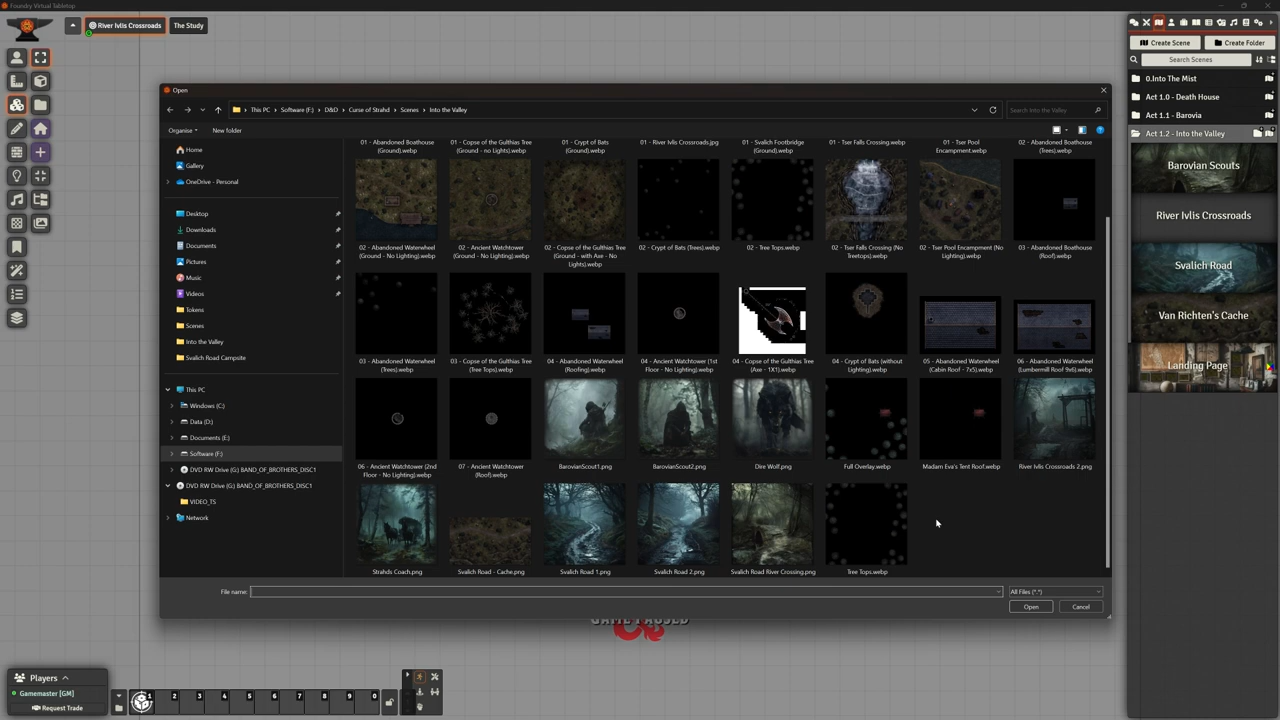 Foundry Virtual Tabletop
River Ivlis Crossroads
The Study
Create Scene
Create Folder
Search Scenes
0.Into The Mist
Act 1.0 - Death House
Act 1.1 - Barovia
Act 1.2 - Into the Valley
Barovian Scouts
River Ivlis Crossroads
Svalich Road
Van Richten's Cache
Landing Page
Open
This PC
Software (F:)
D&D
Curse of Strahd
Scenes
Into the Valley
Search Into the Valley
Organise
New folder
Home
Gallery
OneDrive - Personal
Desktop
Downloads
Documents
Pictures
Music
Videos
Tokens
Scenes
Into the Valley
Svalich Road Campsite
This PC
Windows (C:)
Data (D:)
Documents (E:)
Software (F:)
DVD RW Drive (G:) BAND_OF_BROTHERS_DISC1
DVD RW Drive (G:) BAND_OF_BROTHERS_DISC1
VIDEO_TS
Network
01 - Abandoned Boathouse
(Ground).webp
01 - Copse of the Gulthias Tree
(Ground - no Lights).webp
01 - Crypt of Bats
(Ground).webp
01 - River Ivlis Crossroads.jpg
01 - Svalich Footbridge
(Ground).webp
01 - Tser Falls Crossing.webp
01 - Tser Pool
Encampment.webp
02 - Abandoned Boathouse
(Trees).webp
02 - Abandoned Waterwheel
(Ground - No Lighting).webp
02 - Ancient Watchtower
(Ground - No Lighting).webp
02 - Copse of the Gulthias Tree
(Ground - with Axe - No
Lights).webp
02 - Crypt of Bats (Trees).webp
02 - Tree Tops.webp
02 - Tser Falls Crossing (No
Treetops).webp
02 - Tser Pool Encampment (No
Lighting).webp
03 - Abandoned Boathouse
(Roof).webp
03 - Abandoned Waterwheel
(Trees).webp
03 - Copse of the Gulthias Tree
(Tree Tops).webp
04 - Abandoned Waterwheel
(Roofing).webp
04 - Ancient Watchtower (1st
Floor - No Lighting).webp
04 - Copse of the Gulthias Tree
(Axe - 1X1).webp
04 - Crypt of Bats (without
Lighting).webp
05 - Abandoned Waterwheel
(Cabin Roof - 7x5).webp
06 - Abandoned Waterwheel
(Lumbermill Roof 9x6).webp
06 - Ancient Watchtower (2nd
Floor - No Lighting).webp
07 - Ancient Watchtower
(Roof).webp
BarovianScout1.png
BarovianScout2.png
Dire Wolf.png
Full Overlay.webp
Madam Eva's Tent Roof.webp
River Ivlis Crossroads 2.png
Strahds Coach.png
Svalich Road - Cache.png
Svalich Road 1.png
Svalich Road 2.png
Svalich Road River Crossing.png
Tree Tops.webp
File name:
All Files (*.*)
Open
Cancel
GAME PAUSED
Players
Gamemaster [GM]
Request Trade
1
2
3
4
5
6
7
8
9
0